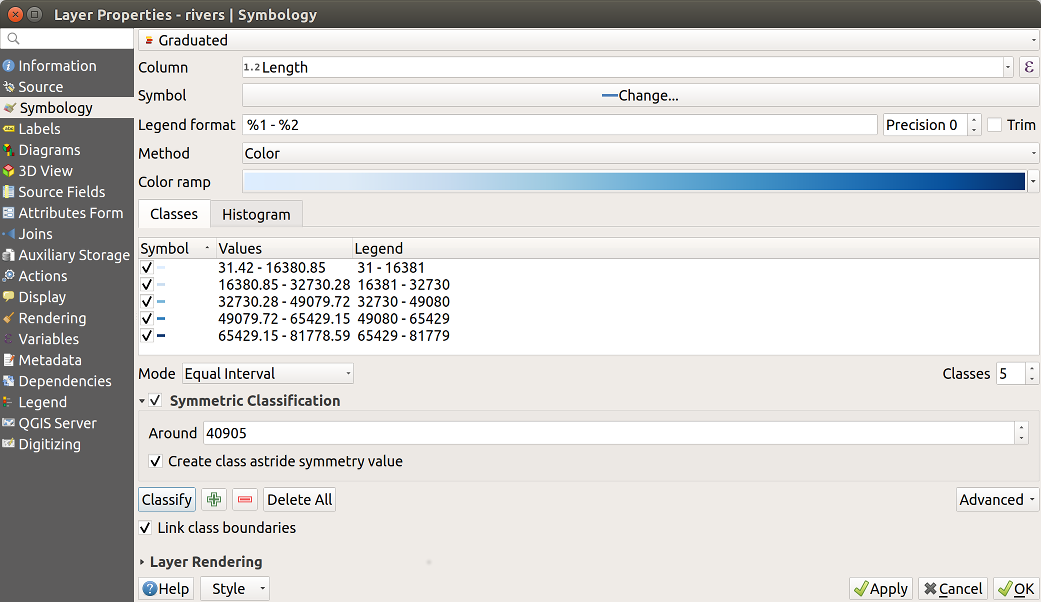 Layer Properties - rivers | Symbology
Information
Source
Symbology
Labels
Diagrams
3D View
Source Fields
Attributes Form
Joins
Auxiliary Storage
Actions
Display
Rendering
Variables
Metadata
Dependencies
Legend
QGIS Server
Digitizing
Graduated
Column 1.2 Length ε
Symbol Change...
Legend format %1 - %2 Precision 0 Trim
Method Color
Color ramp
Classes Histogram
Symbol Values Legend
31.42 - 16380.85 31 - 16381
16380.85 - 32730.28 16381 - 32730
32730.28 - 49079.72 32730 - 49080
49079.72 - 65429.15 49080 - 65429
65429.15 - 81778.59 65429 - 81779
Mode Equal Interval Classes 5
Symmetric Classification
Around 40905
Create class astride symmetry value
Classify Delete All Advanced
Link class boundaries
Layer Rendering
Help Style Apply Cancel OK